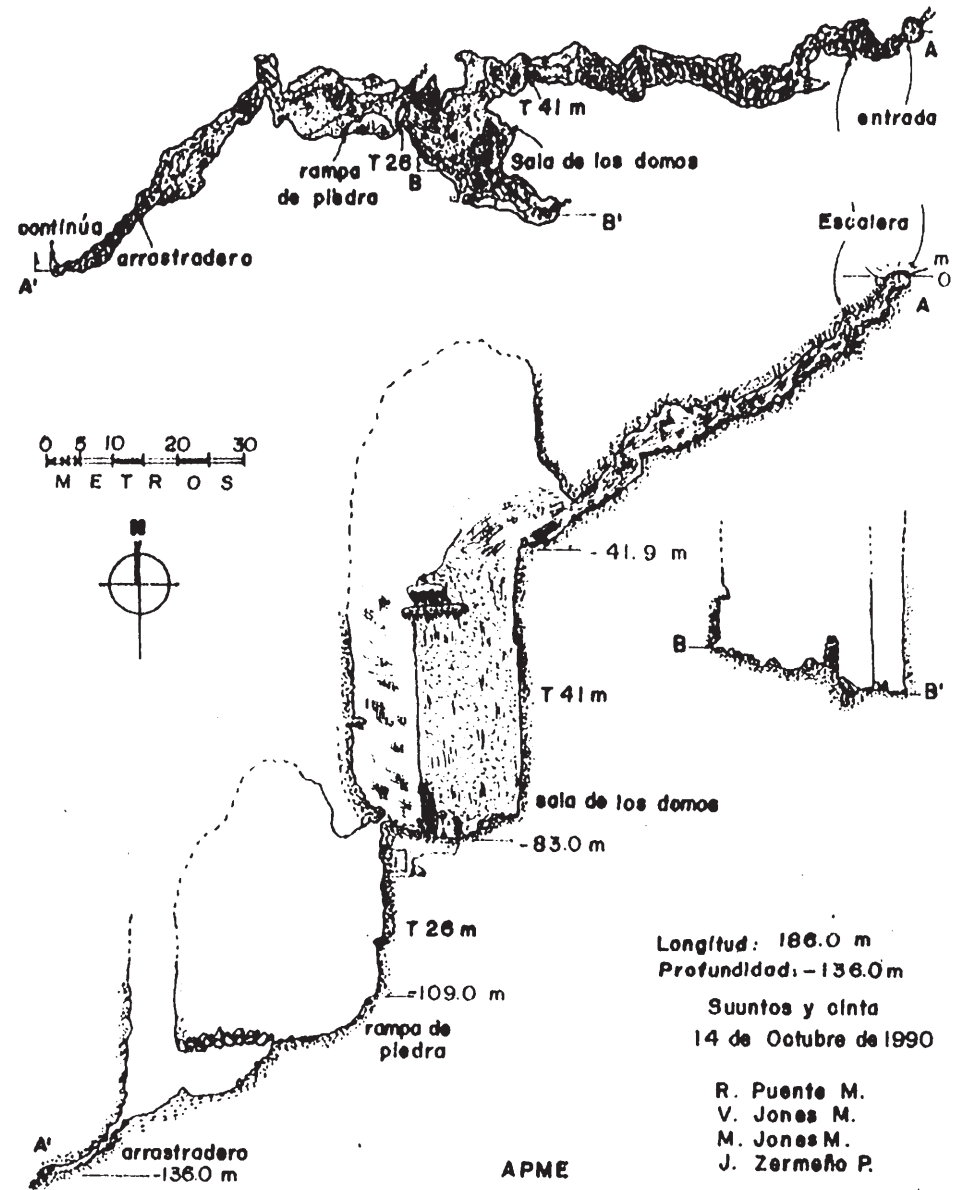 A
entrada
T 41 m
Sala de los domos
T 26
B
rampa
de piedra
B'
continúa
arrastradero
A'
Escalera
m
0
A
0 5 10 20 30
METROS
N
- 41.9 m
B
B'
T 41 m
sala de los domos
- 83.0 m
T 26 m
-109.0 m
rampa de
piedra
A'
arrastradero
-136.0 m
Longitud: 186.0 m
Profundidad: -136.0 m
Suuntos y cinta
14 de Octubre de 1990
R. Puente M.
V. Jones M.
M. Jones M.
J. Zermeño P.
APME